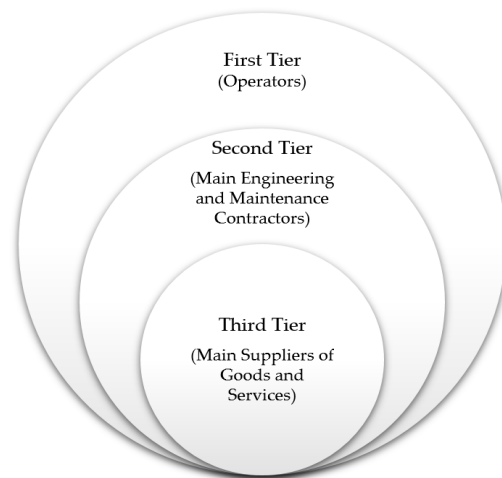 First Tier
(Operators)
Second Tier
(Main Engineering
and Maintenance
Contractors)
Third Tier
(Main Suppliers of
Goods and
Services)